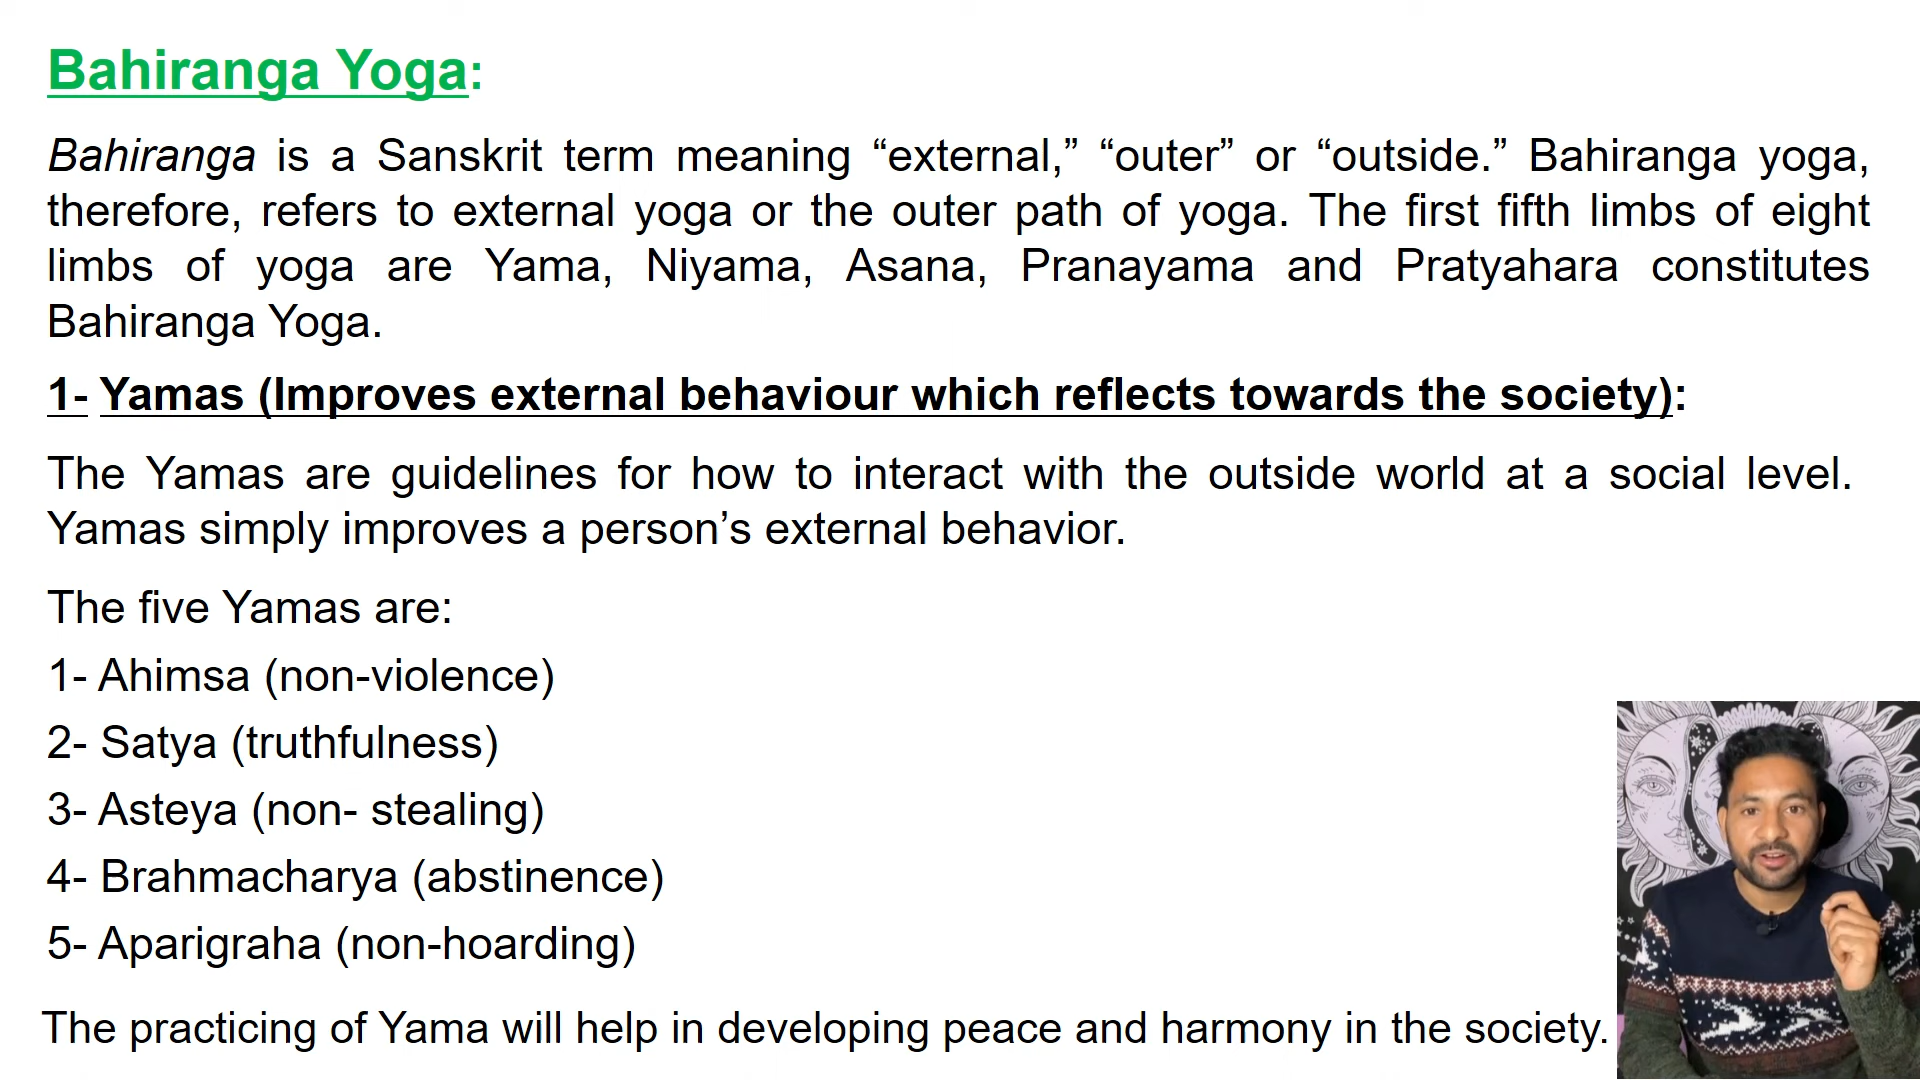 Bahiranga Yoga:
Bahiranga is a Sanskrit term meaning “external,” “outer” or “outside.” Bahiranga yoga,
therefore, refers to external yoga or the outer path of yoga. The first fifth limbs of eight
limbs of yoga are Yama, Niyama, Asana, Pranayama and Pratyahara constitutes
Bahiranga Yoga.
1- Yamas (Improves external behaviour which reflects towards the society):
The Yamas are guidelines for how to interact with the outside world at a social level.
Yamas simply improves a person’s external behavior.
The five Yamas are:
1- Ahimsa (non-violence)
2- Satya (truthfulness)
3- Asteya (non- stealing)
4- Brahmacharya (abstinence)
5- Aparigraha (non-hoarding)
The practicing of Yama will help in developing peace and harmony in the society.